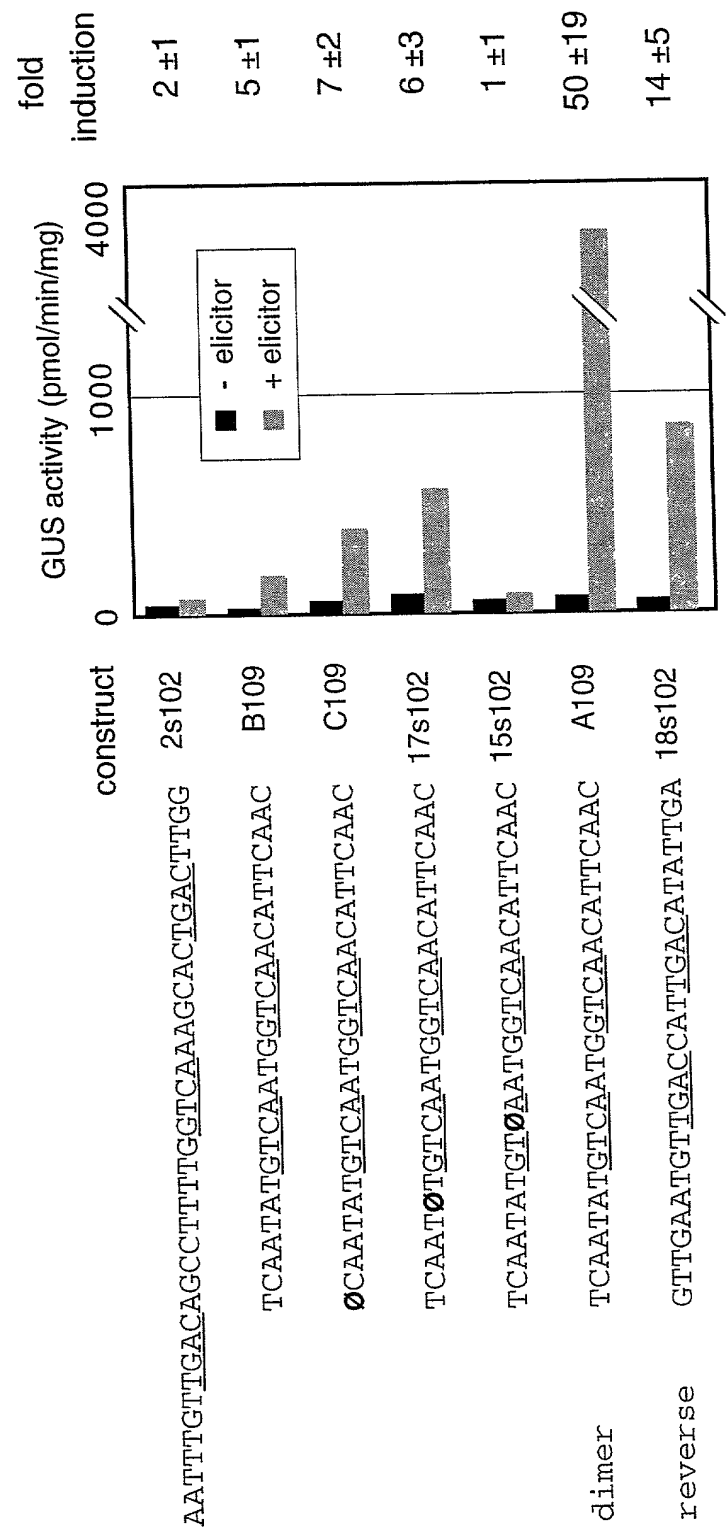 construct
GUS activity (pmol/min/mg)
fold
induction
0 1000 4000
- elicitor
+ elicitor
AATTTGTTGACAGCCTTTTGGTCAAAGCACTGACTTGG 2s102 2 ±1
TCAATATGTCAATGGTCAACATTCAAC B109 5 ±1
ØCAATATGTCAATGGTCAACATTCAAC C109 7 ±2
TCAATØTGTCAATGGTCAACATTCAAC 17s102 6 ±3
TCAATATGTØAATGGTCAACATTCAAC 15s102 1 ±1
dimer TCAATATGTCAATGGTCAACATTCAAC A109 50 ±19
reverse GTTGAATGTTGACCATTGACATATTGA 18s102 14 ±5